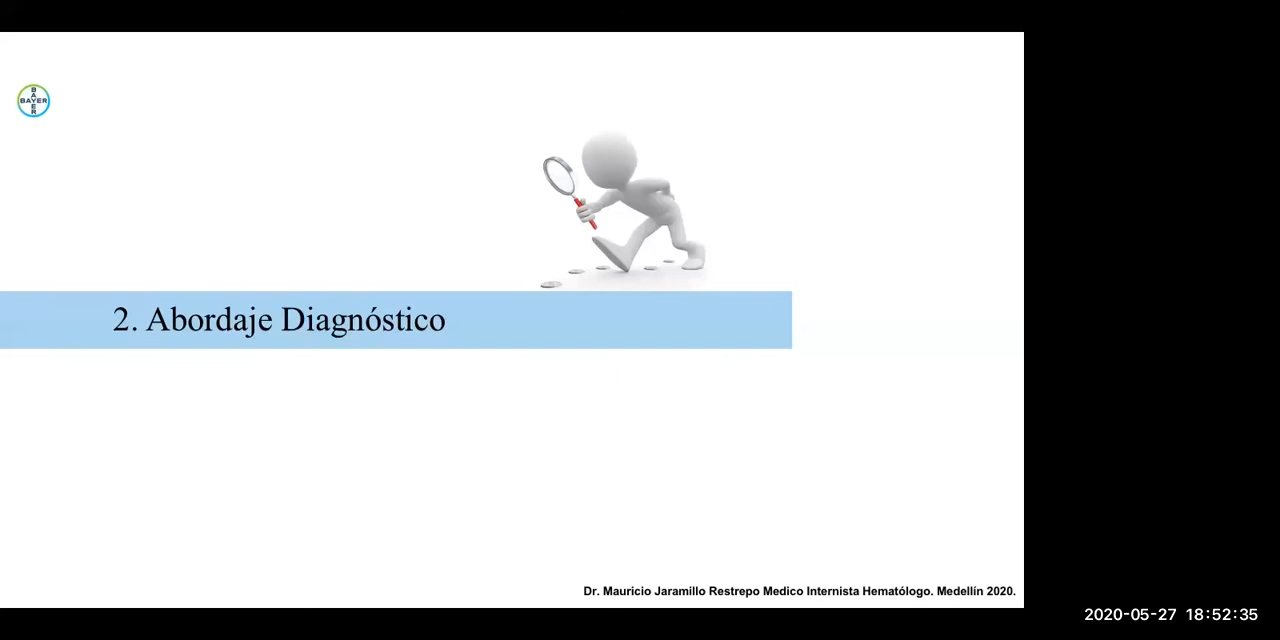 BAYER
BAYER
2. Abordaje Diagnóstico
Dr. Mauricio Jaramillo Restrepo Medico Internista Hematólogo. Medellín 2020.
2020-05-27 18:52:35